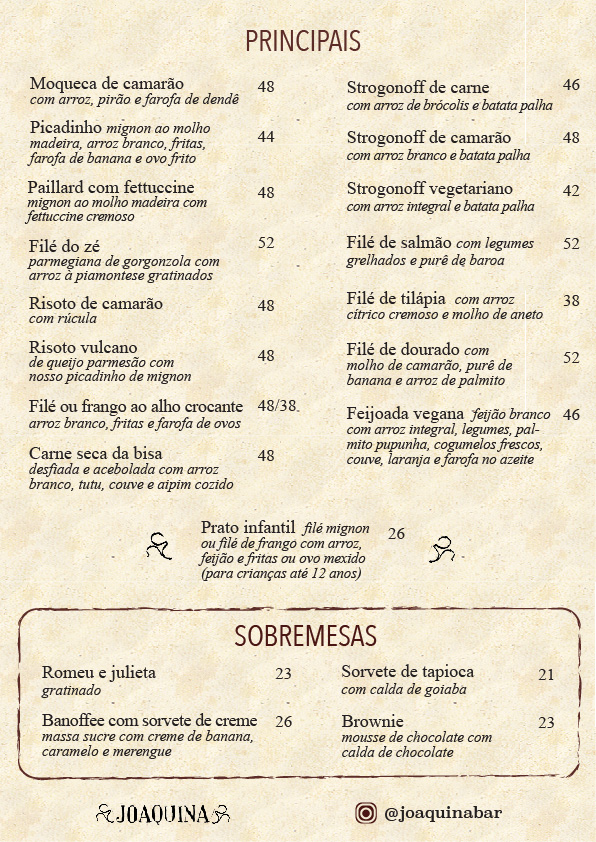 PRINCIPAIS
Moqueca de camarão 48
com arroz, pirão e farofa de dendê
Picadinho mignon ao molho
madeira, arroz branco, fritas, 44
farofa de banana e ovo frito
Paillard com fettuccine 48
mignon ao molho madeira com
fettuccine cremoso
Filé do zé 52
parmegiana de gorgonzola com
arroz à piamontese gratinados
Risoto de camarão 48
com rúcula
Risoto vulcano 48
de queijo parmesão com
nosso picadinho de mignon
Filé ou frango ao alho crocante 48/38
arroz branco, fritas e farofa de ovos
Carne seca da bisa 48
desfiada e acebolada com arroz
branco, tutu, couve e aipim cozido
Strogonoff de carne 46
com arroz de brócolis e batata palha
Strogonoff de camarão 48
com arroz branco e batata palha
Strogonoff vegetariano 42
com arroz integral e batata palha
Filé de salmão com legumes 52
grelhados e purê de baroa
Filé de tilápia com arroz 38
cítrico cremoso e molho de aneto
Filé de dourado com 52
molho de camarão, purê de
banana e arroz de palmito
Feijoada vegana feijão branco 46
com arroz integral, legumes, pal-
mito pupunha, cogumelos frescos,
couve, laranja e farofa no azeite
Prato infantil filé mignon 26
ou filé de frango com arroz,
feijão e fritas ou ovo mexido
(para crianças até 12 anos)
SOBREMESAS
Romeu e julieta 23
gratinado
Banoffee com sorvete de creme 26
massa sucre com creme de banana,
caramelo e merengue
Sorvete de tapioca 21
com calda de goiaba
Brownie 23
mousse de chocolate com
calda de chocolate
JOAQUINA
@joaquinabar